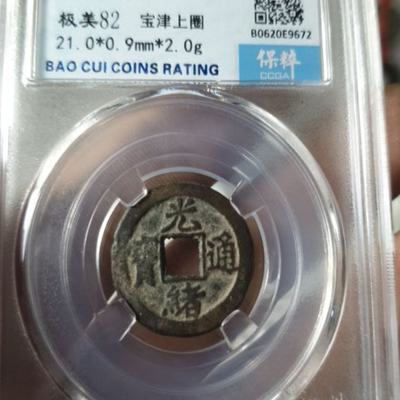 极美82 宝津上圈
21.0*0.9mm*2.0g
BAO CUI COINS RATING
B0620E9672
保粹
CCGA
光緒通寶